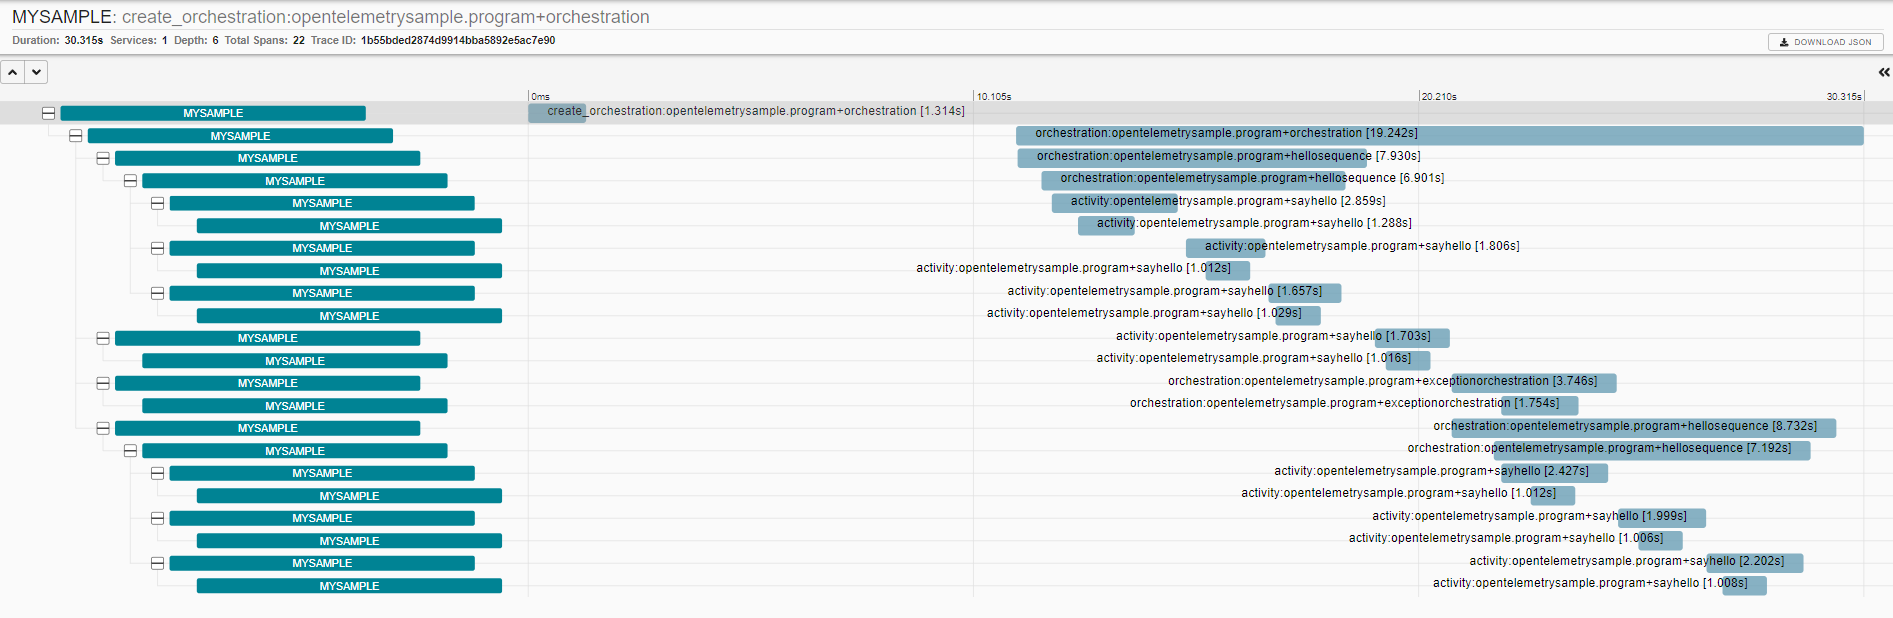 MYSAMPLE: create_orchestration:opentelemetrysample.program+orchestration
Duration: 30.315s Services: 1 Depth: 6 Total Spans: 22 Trace ID: 1b55bded2874d9914bba5892e5ac7e90
DOWNLOAD JSON
0ms 10.105s 20.210s 30.315s
MYSAMPLE create_orchestration:opentelemetrysample.program+orchestration [1.314s]
MYSAMPLE orchestration:opentelemetrysample.program+orchestration [19.242s]
MYSAMPLE orchestration:opentelemetrysample.program+hellosequence [7.930s]
MYSAMPLE orchestration:opentelemetrysample.program+hellosequence [6.901s]
MYSAMPLE activity:opentelemetrysample.program+sayhello [2.859s]
MYSAMPLE activity:opentelemetrysample.program+sayhello [1.288s]
MYSAMPLE activity:opentelemetrysample.program+sayhello [1.806s]
MYSAMPLE activity:opentelemetrysample.program+sayhello [1.012s]
MYSAMPLE activity:opentelemetrysample.program+sayhello [1.657s]
MYSAMPLE activity:opentelemetrysample.program+sayhello [1.029s]
MYSAMPLE activity:opentelemetrysample.program+sayhello [1.703s]
MYSAMPLE activity:opentelemetrysample.program+sayhello [1.016s]
MYSAMPLE orchestration:opentelemetrysample.program+exceptionorchestration [3.746s]
MYSAMPLE orchestration:opentelemetrysample.program+exceptionorchestration [1.754s]
MYSAMPLE orchestration:opentelemetrysample.program+hellosequence [8.732s]
MYSAMPLE orchestration:opentelemetrysample.program+hellosequence [7.192s]
MYSAMPLE activity:opentelemetrysample.program+sayhello [2.427s]
MYSAMPLE activity:opentelemetrysample.program+sayhello [1.012s]
MYSAMPLE activity:opentelemetrysample.program+sayhello [1.999s]
MYSAMPLE activity:opentelemetrysample.program+sayhello [1.006s]
MYSAMPLE activity:opentelemetrysample.program+sayhello [2.202s]
MYSAMPLE activity:opentelemetrysample.program+sayhello [1.008s]